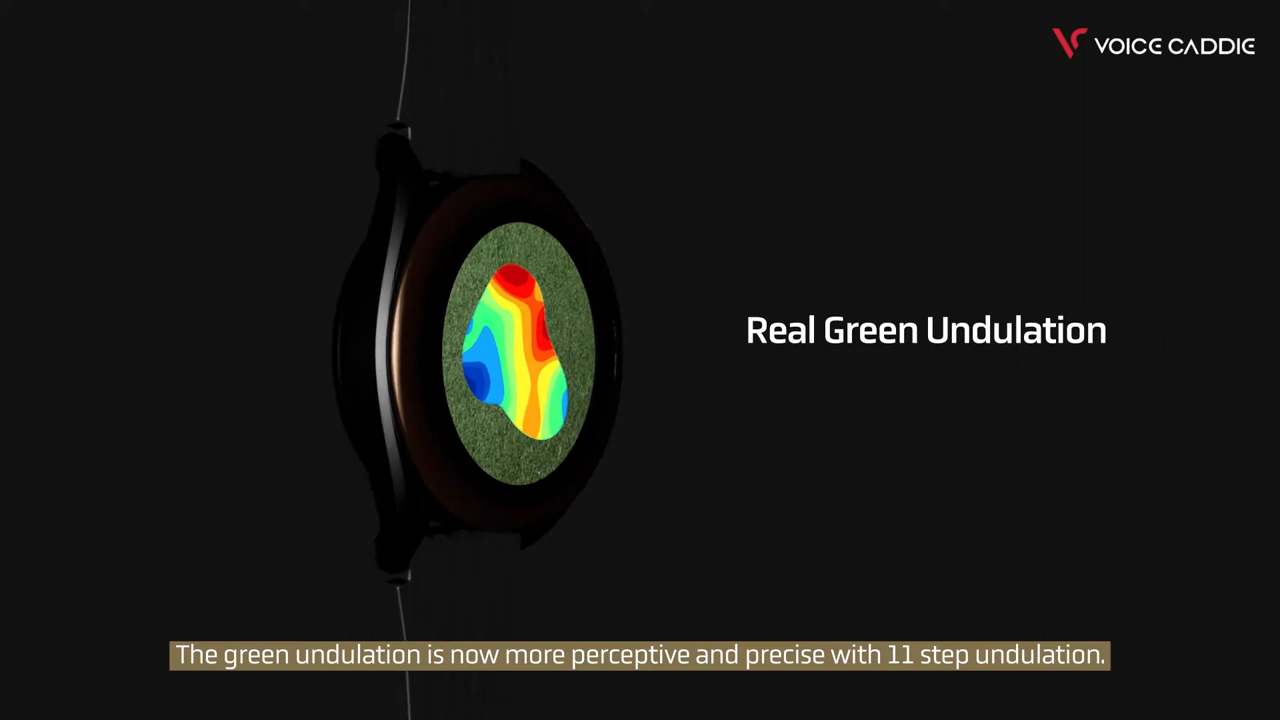 VOICE CADDIE
Real Green Undulation
The green undulation is now more perceptive and precise with 11 step undulation.